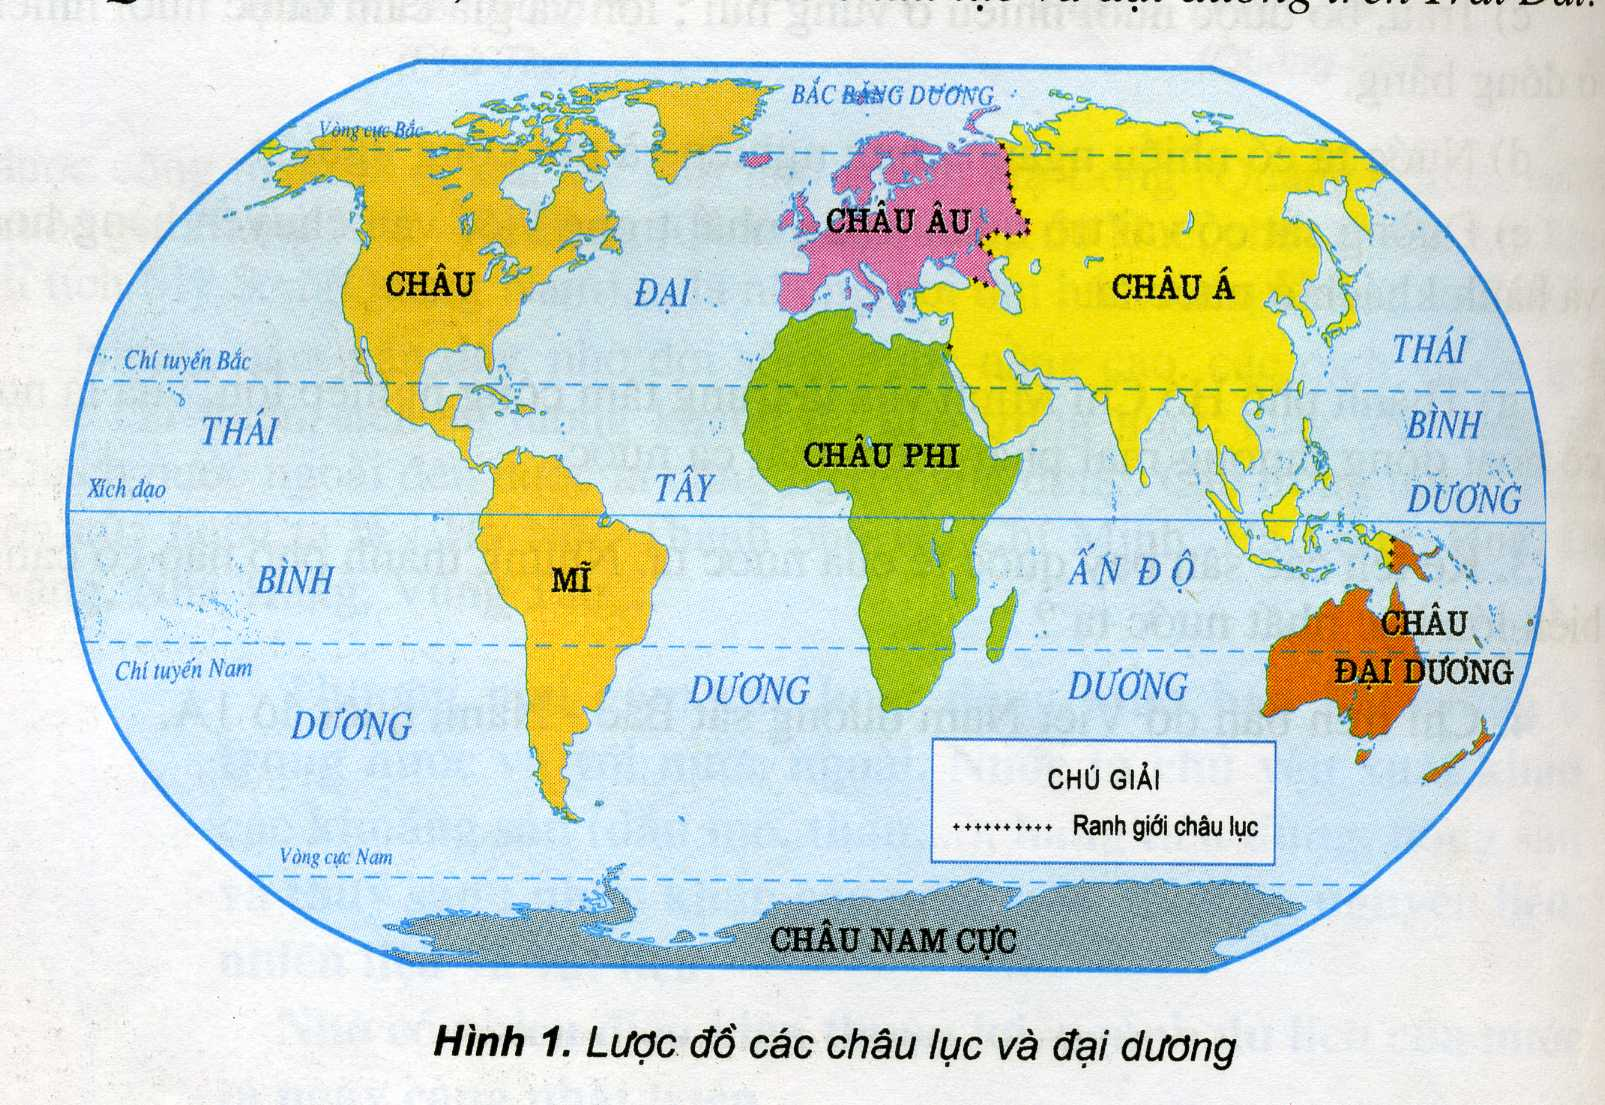 BẮC BĂNG DƯƠNG
Vòng cực Bắc
CHÂU ÂU
CHÂU
ĐẠI
CHÂU Á
THÁI
Chí tuyến Bắc
THÁI
BÌNH
CHÂU PHI
TÂY
Xích đạo
DƯƠNG
BÌNH
MĨ
ẤN ĐỘ
CHÂU
ĐẠI DƯƠNG
Chí tuyến Nam
DƯƠNG
DƯƠNG
DƯƠNG
CHÚ GIẢI
Ranh giới châu lục
Vòng cực Nam
CHÂU NAM CỰC
Hình 1. Lược đồ các châu lục và đại dương